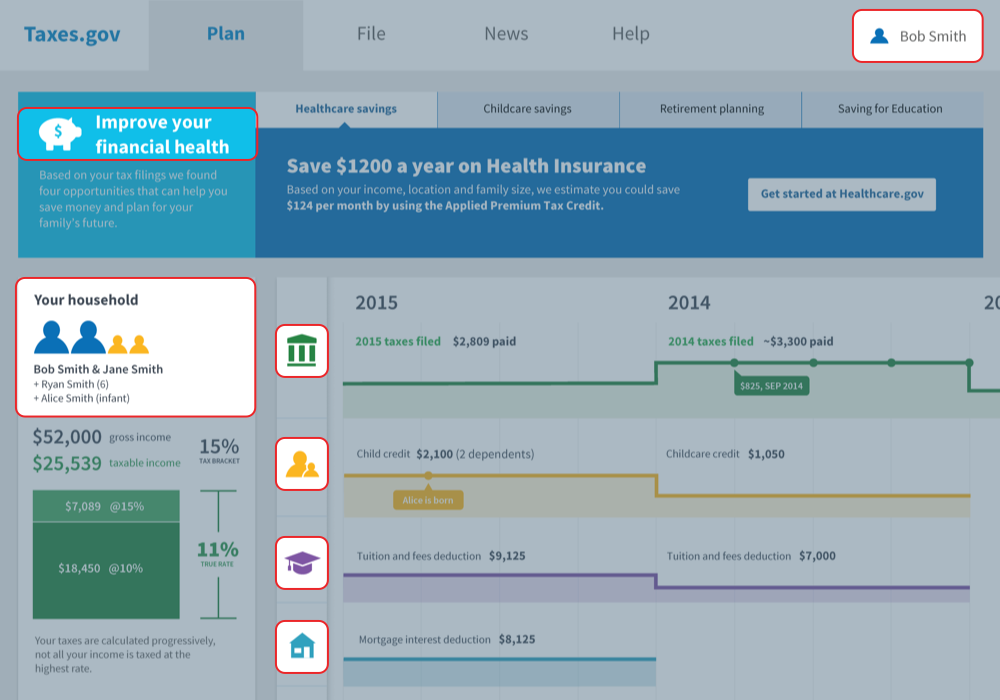 Taxes.gov
Plan
File
News
Help
Bob Smith
$
Improve your
financial health
Based on your tax filings we found
four opportunities that can help you
save money and plan for your
family's future.
Healthcare savings
Childcare savings
Retirement planning
Saving for Education
Save $1200 a year on Health Insurance
Based on your income, location and family size, we estimate you could save
$124 per month by using the Applied Premium Tax Credit.
Get started at Healthcare.gov
Your household
Bob Smith & Jane Smith
+ Ryan Smith (6)
+ Alice Smith (infant)
$52,000 gross income
$25,539 taxable income
15%
TAX BRACKET
$7,089 @15%
$18,450 @10%
11%
TRUE RATE
Your taxes are calculated progressively,
not all your income is taxed at the
highest rate.
2015
2014
2015 taxes filed $2,809 paid
2014 taxes filed ~$3,300 paid
$825, SEP 2014
Child credit $2,100 (2 dependents)
Childcare credit $1,050
Alice is born
Tuition and fees deduction $9,125
Tuition and fees deduction $7,000
Mortgage interest deduction $8,125